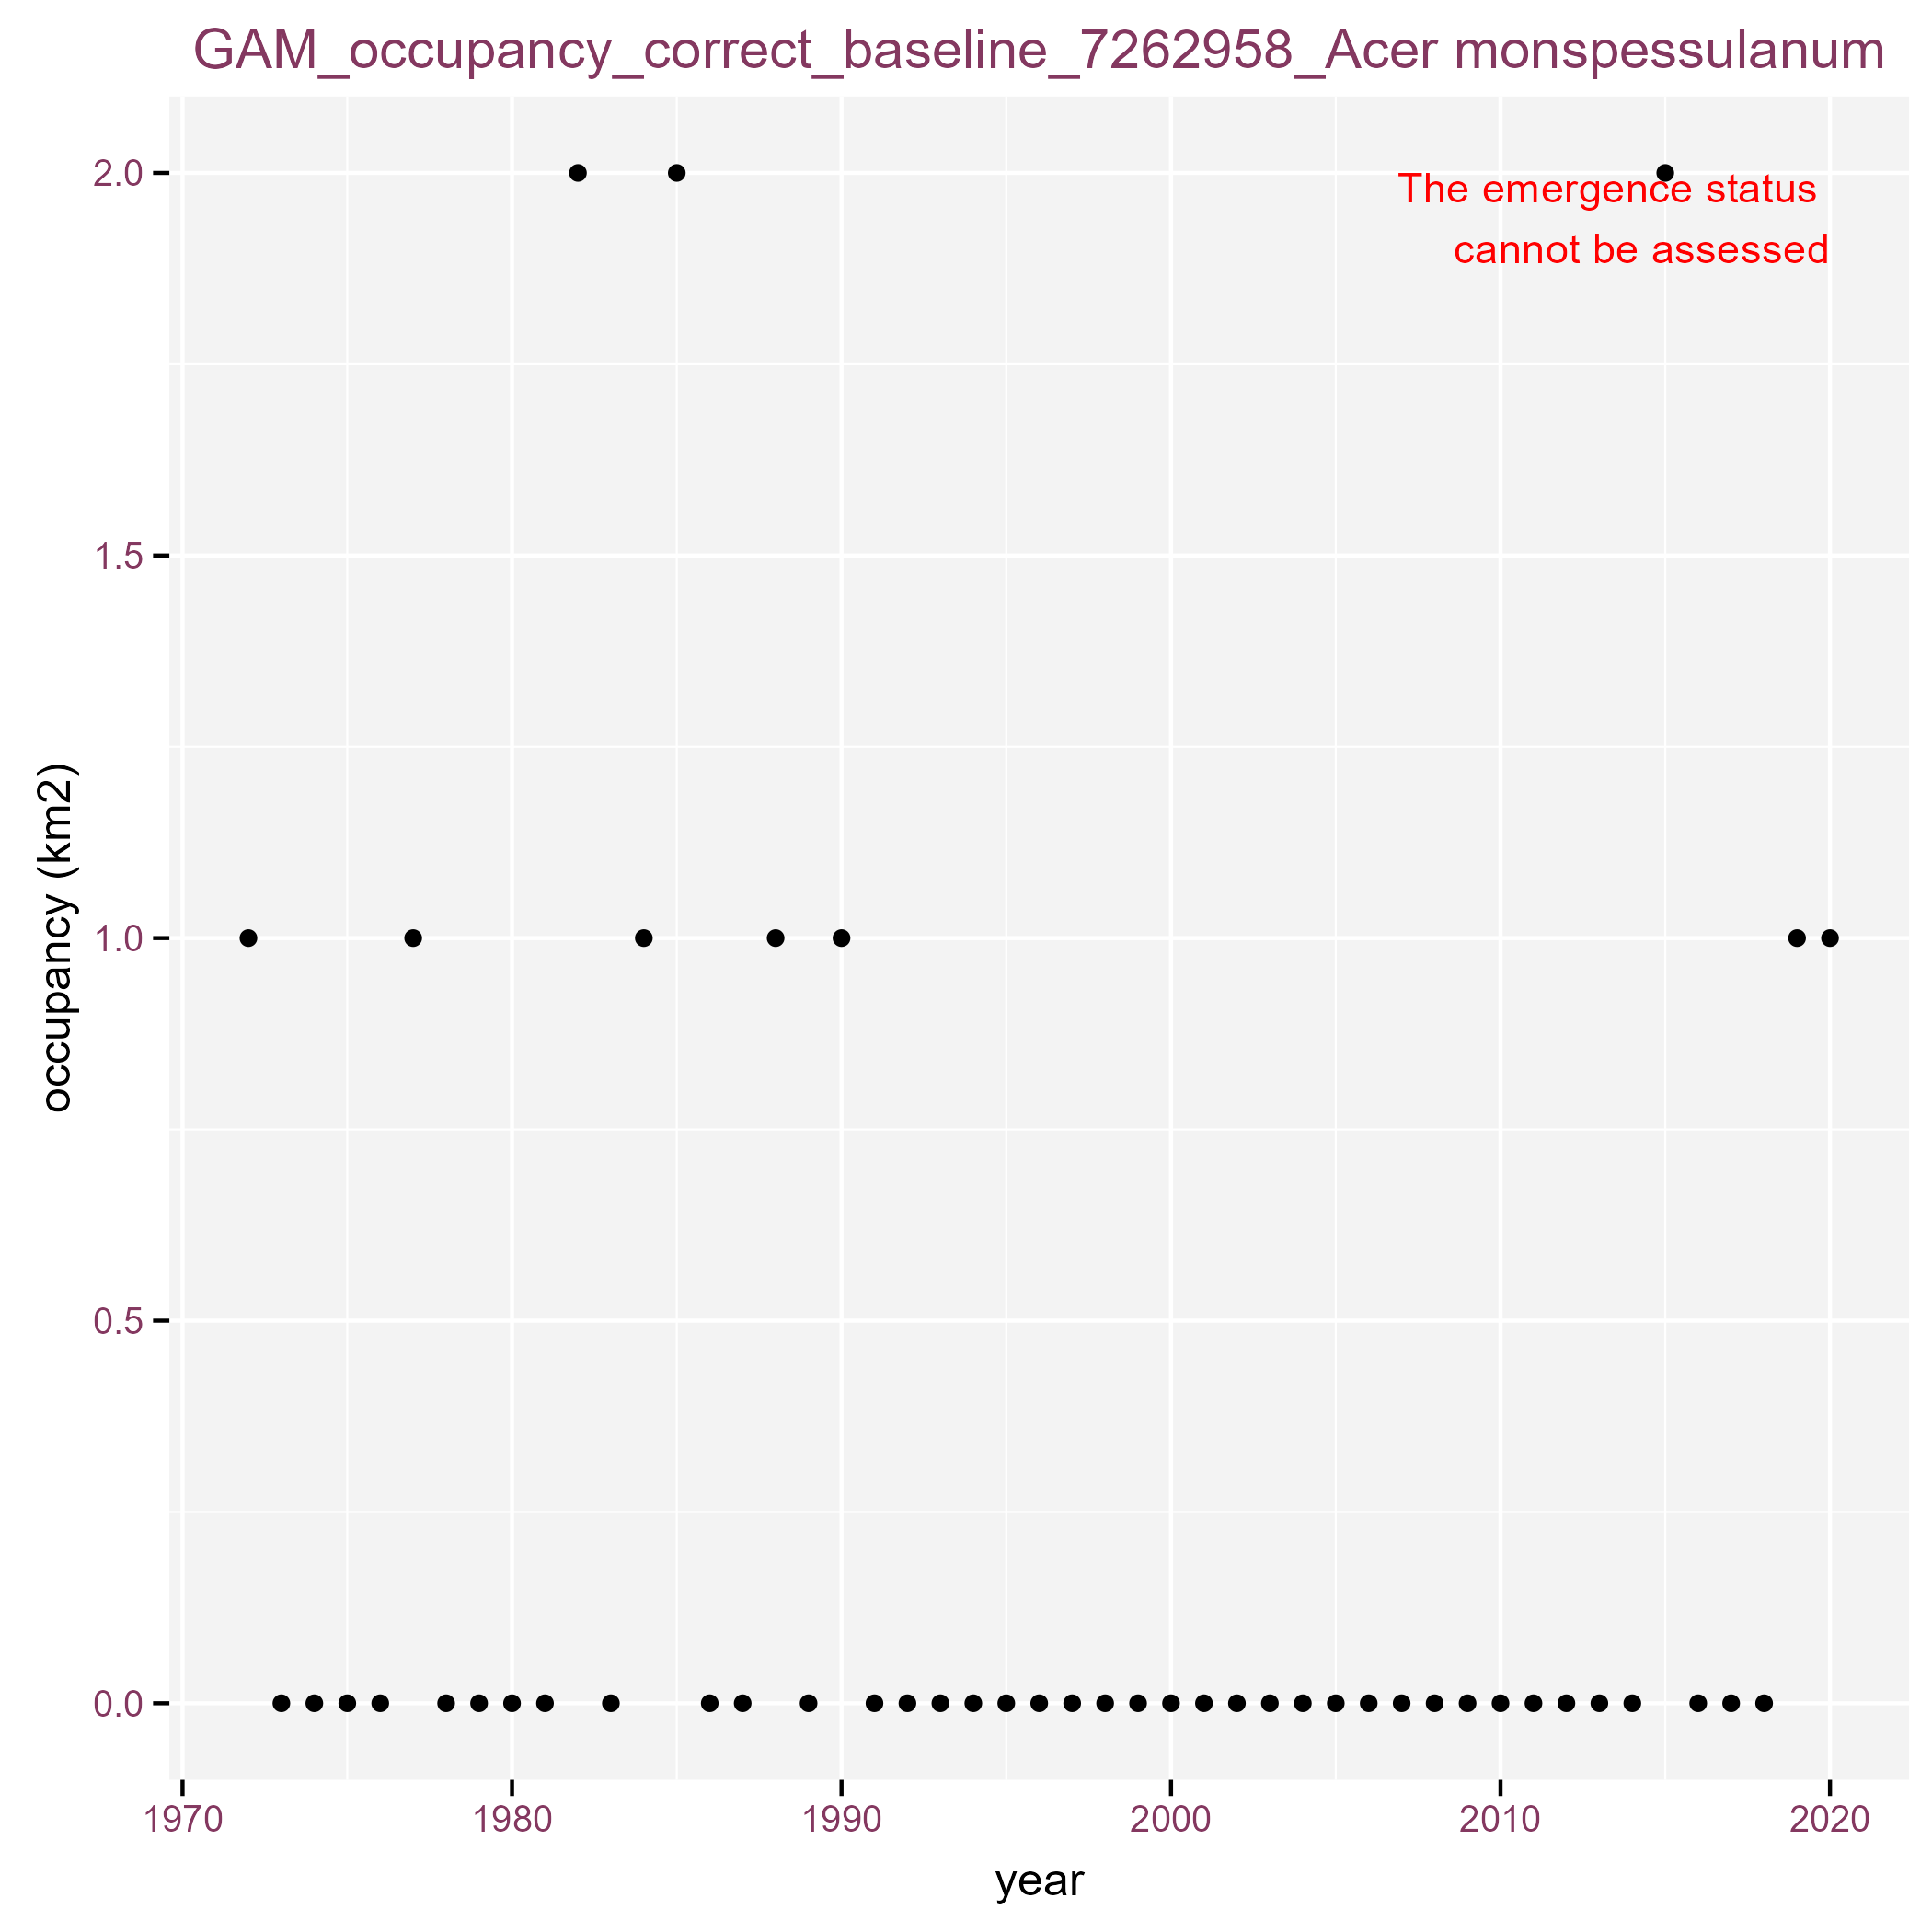 GAM_occupancy_correct_baseline_7262958_Acer monspessulanum
2.0
The emergence status
cannot be assessed
1.5
occupancy (km2)
1.0
0.5
0.0
1970 1980 1990 2000 2010 2020
year